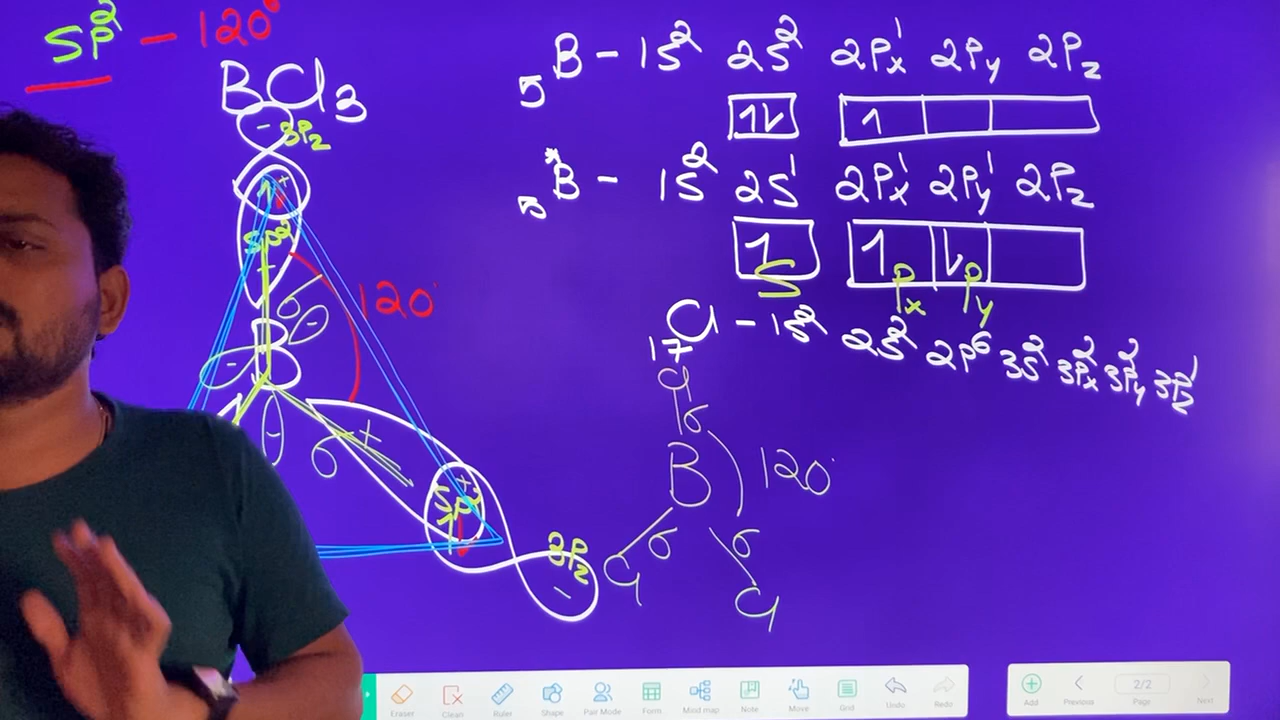 sp² – 120°
BCl₃
– 3Pz
1 +
sp²
+
σ
–
120°
B
–
σ
+
+
sp²
1
3Pz
–
₅B – 1s² 2s² 2Px¹ 2Py 2Pz
1⇂ 1
₅B* – 1s² 2s¹ 2Px¹ 2Py¹ 2Pz
1 1 ⇂
S Px Py
₁₇Cl – 1s² 2s² 2p⁶ 3s² 3Px² 3Py² 3Pz¹
Cl
σ
B 120°
σ σ
Cl Cl
Eraser Clean Ruler Shape Pair Mode Form Mind map Note Move Grid Undo Redo
2/2
Add Previous Page Next